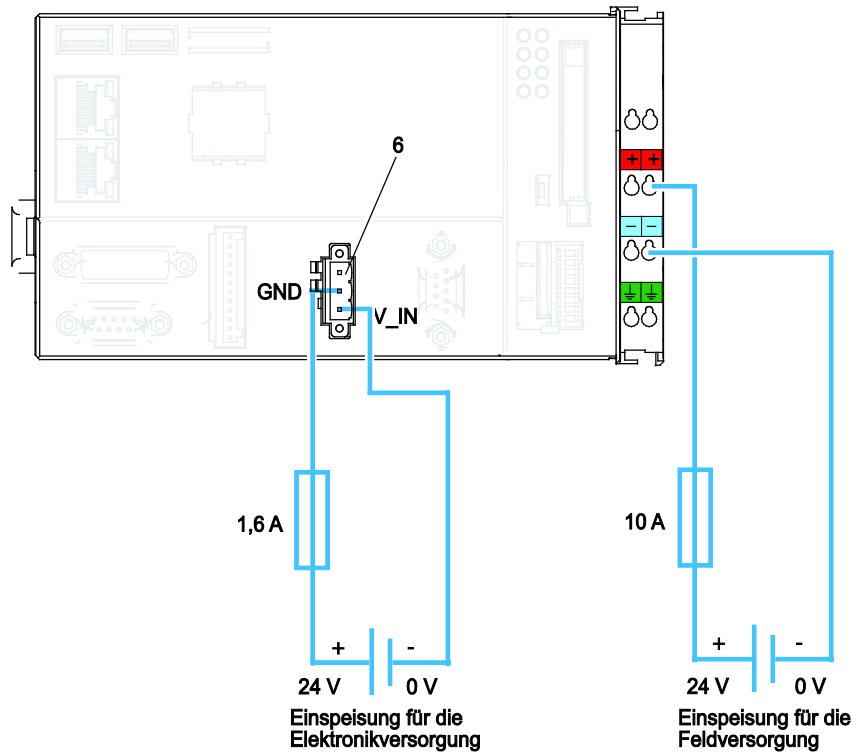 6
+ +
− −
GND
V_IN
1,6 A
10 A
+ -
24 V 0 V
Einspeisung für die
Elektronikversorgung
+ -
24 V 0 V
Einspeisung für die
Feldversorgung